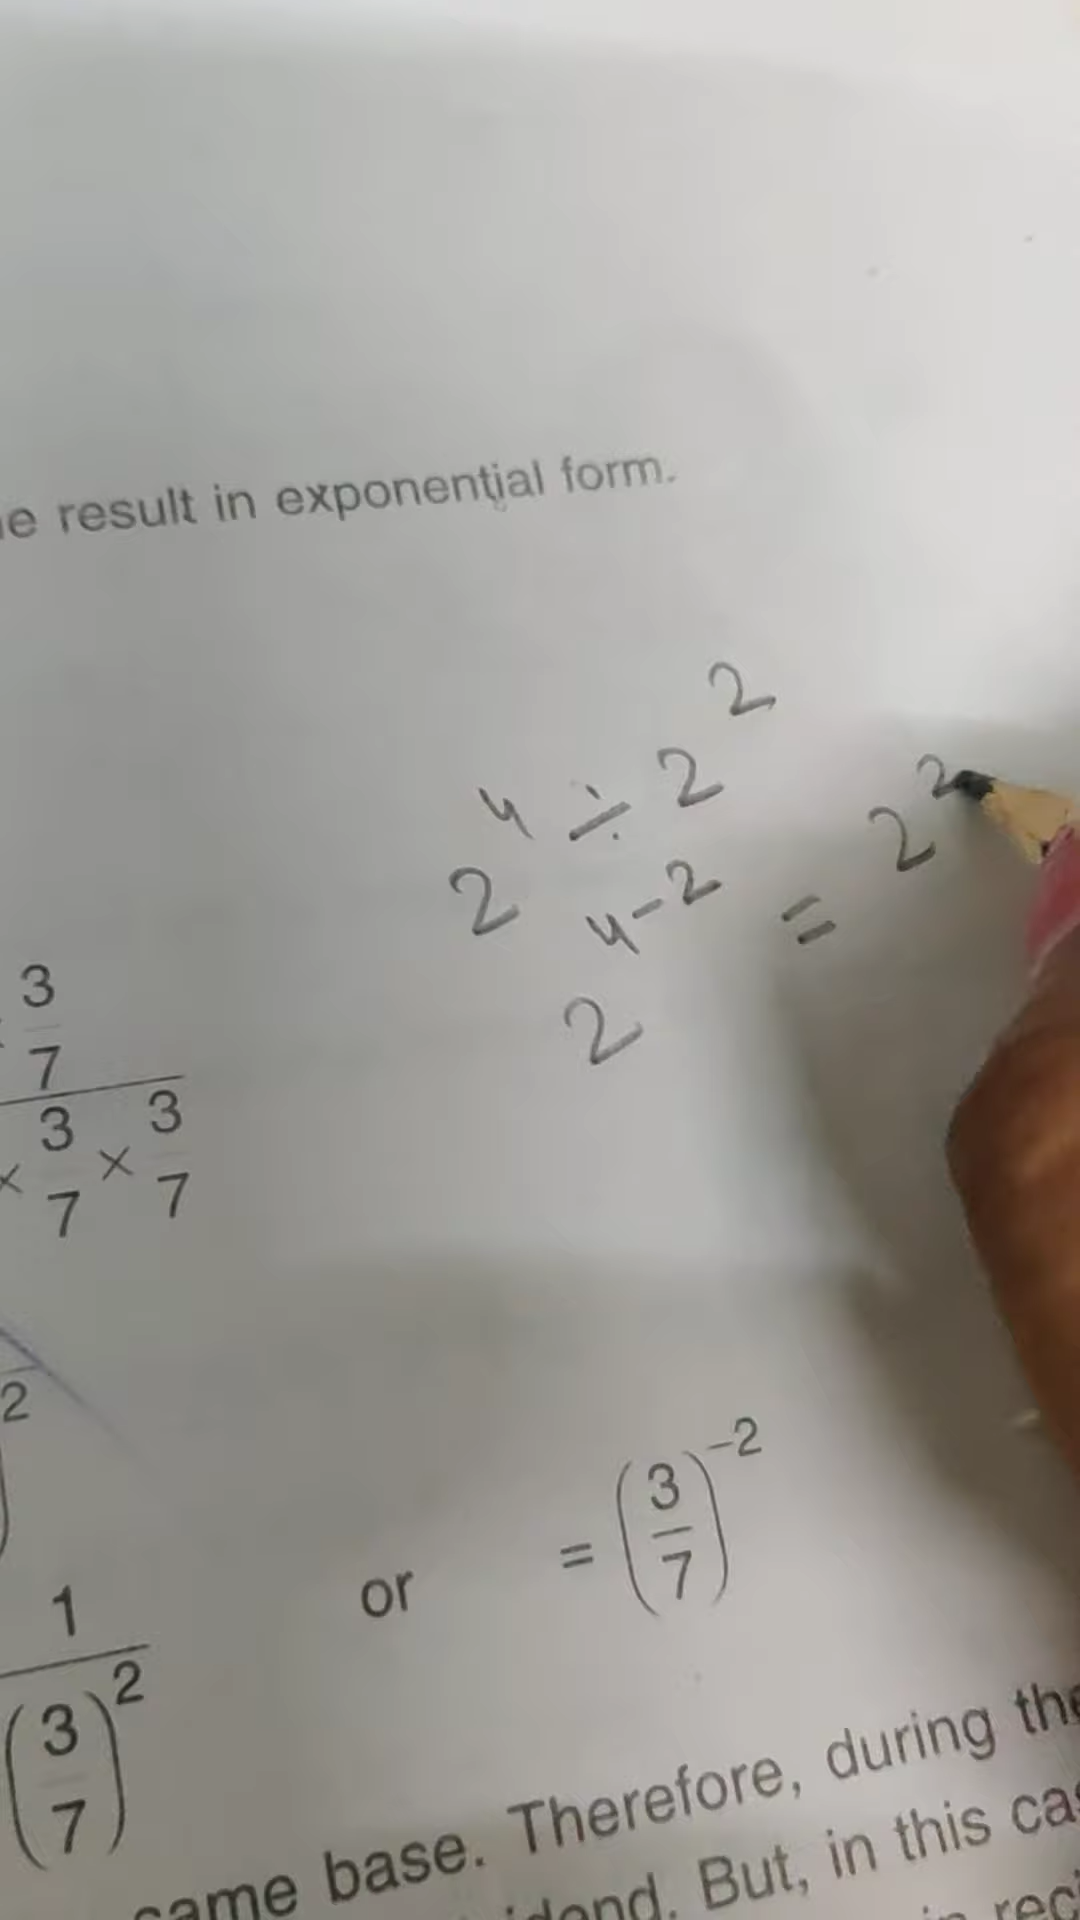 result in exponential form.
2⁴ ÷ 2²
2⁴⁻² = 2²
3/7
× 3/7 × 3/7
2
1/(3/7)² or = (3/7)⁻²
same base. Therefore, during the
But, in this